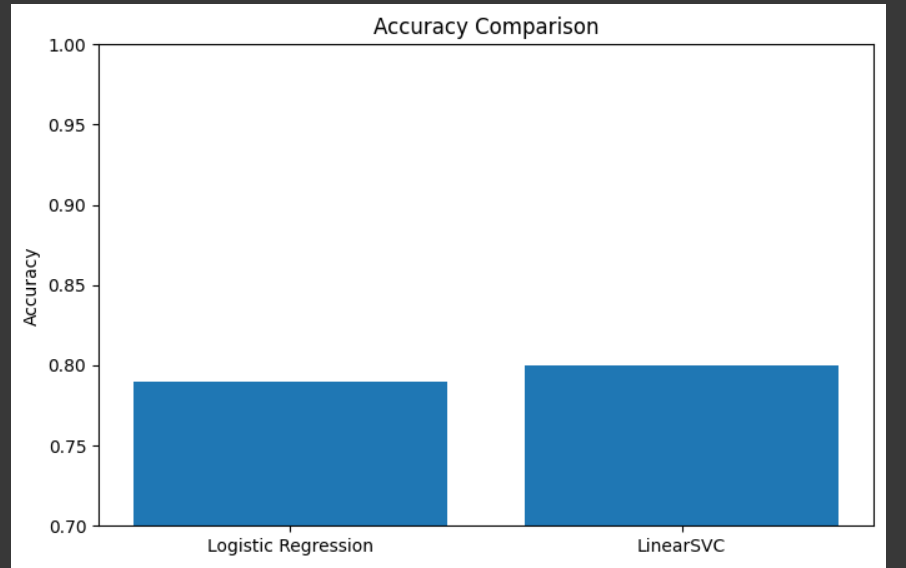 Accuracy Comparison
1.00
0.95
0.90
0.85
0.80
0.75
0.70
Accuracy
Logistic Regression
LinearSVC